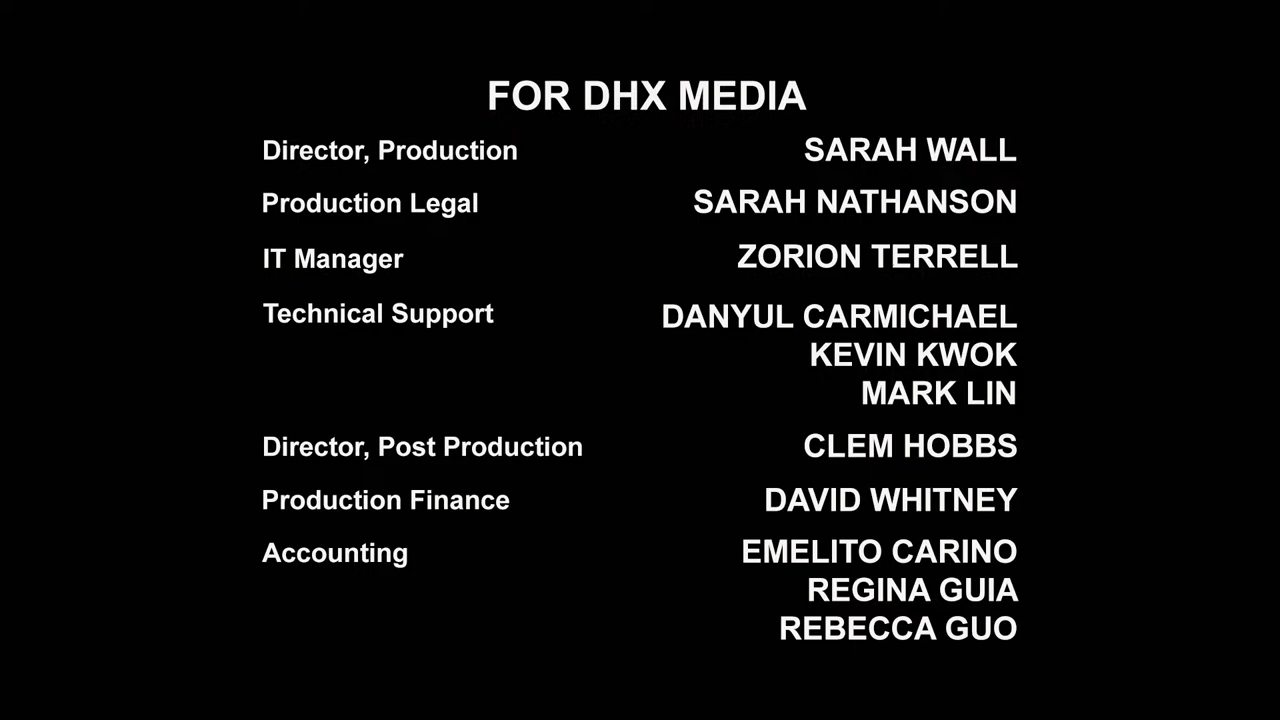 FOR DHX MEDIA
Director, Production SARAH WALL
Production Legal SARAH NATHANSON
IT Manager ZORION TERRELL
Technical Support DANYUL CARMICHAEL
KEVIN KWOK
MARK LIN
Director, Post Production CLEM HOBBS
Production Finance DAVID WHITNEY
Accounting EMELITO CARINO
REGINA GUIA
REBECCA GUO